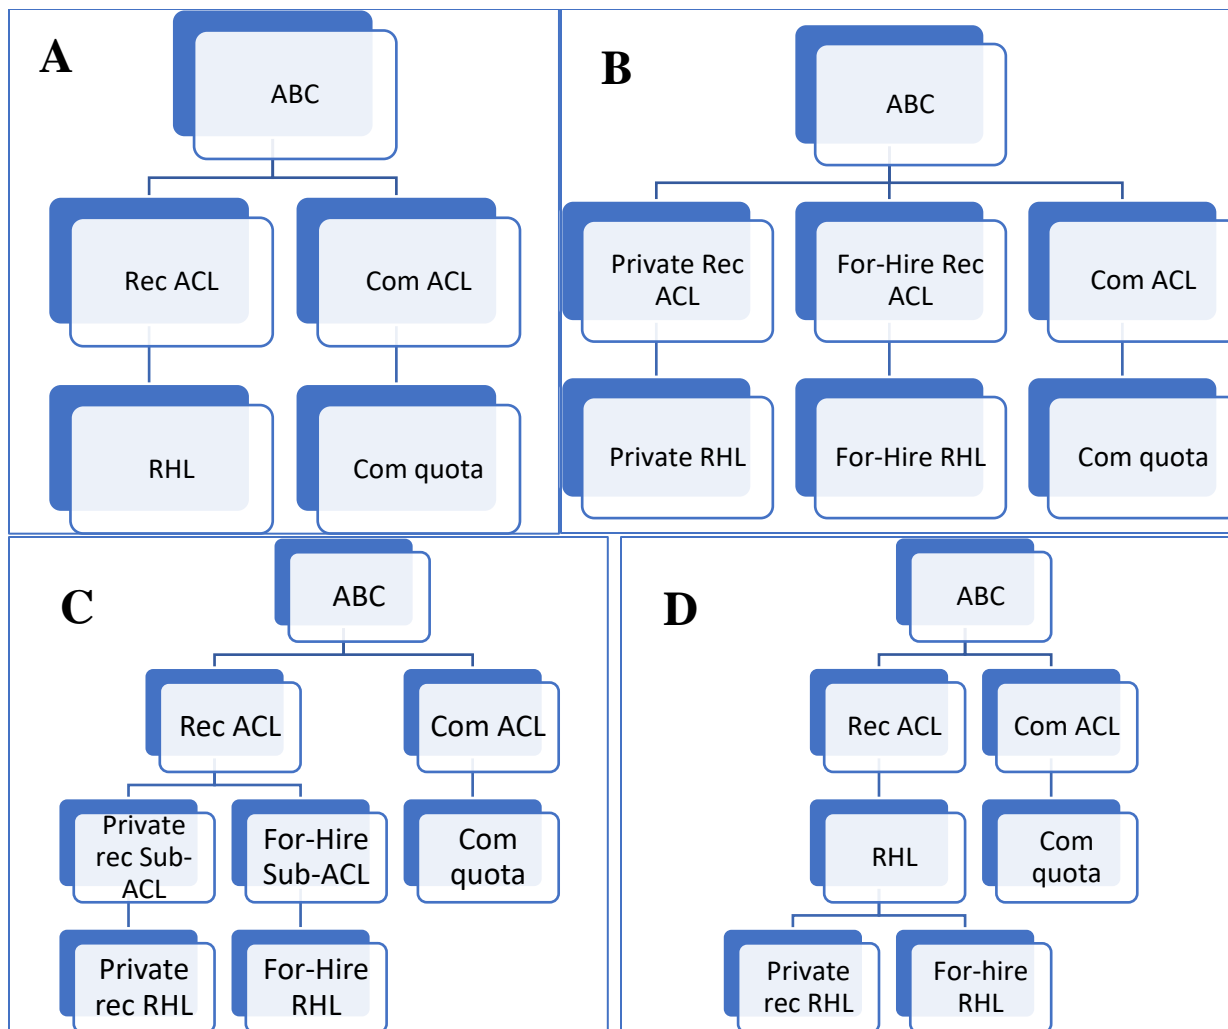 A
ABC
Rec ACL
Com ACL
RHL
Com quota
B
ABC
Private Rec
ACL
For-Hire Rec
ACL
Com ACL
Private RHL
For-Hire RHL
Com quota
C
ABC
Rec ACL
Com ACL
Private
rec Sub-
ACL
For-Hire
Sub-ACL
Com
quota
Private
rec RHL
For-Hire
RHL
D
ABC
Rec ACL
Com ACL
RHL
Com
quota
Private
rec RHL
For-hire
RHL